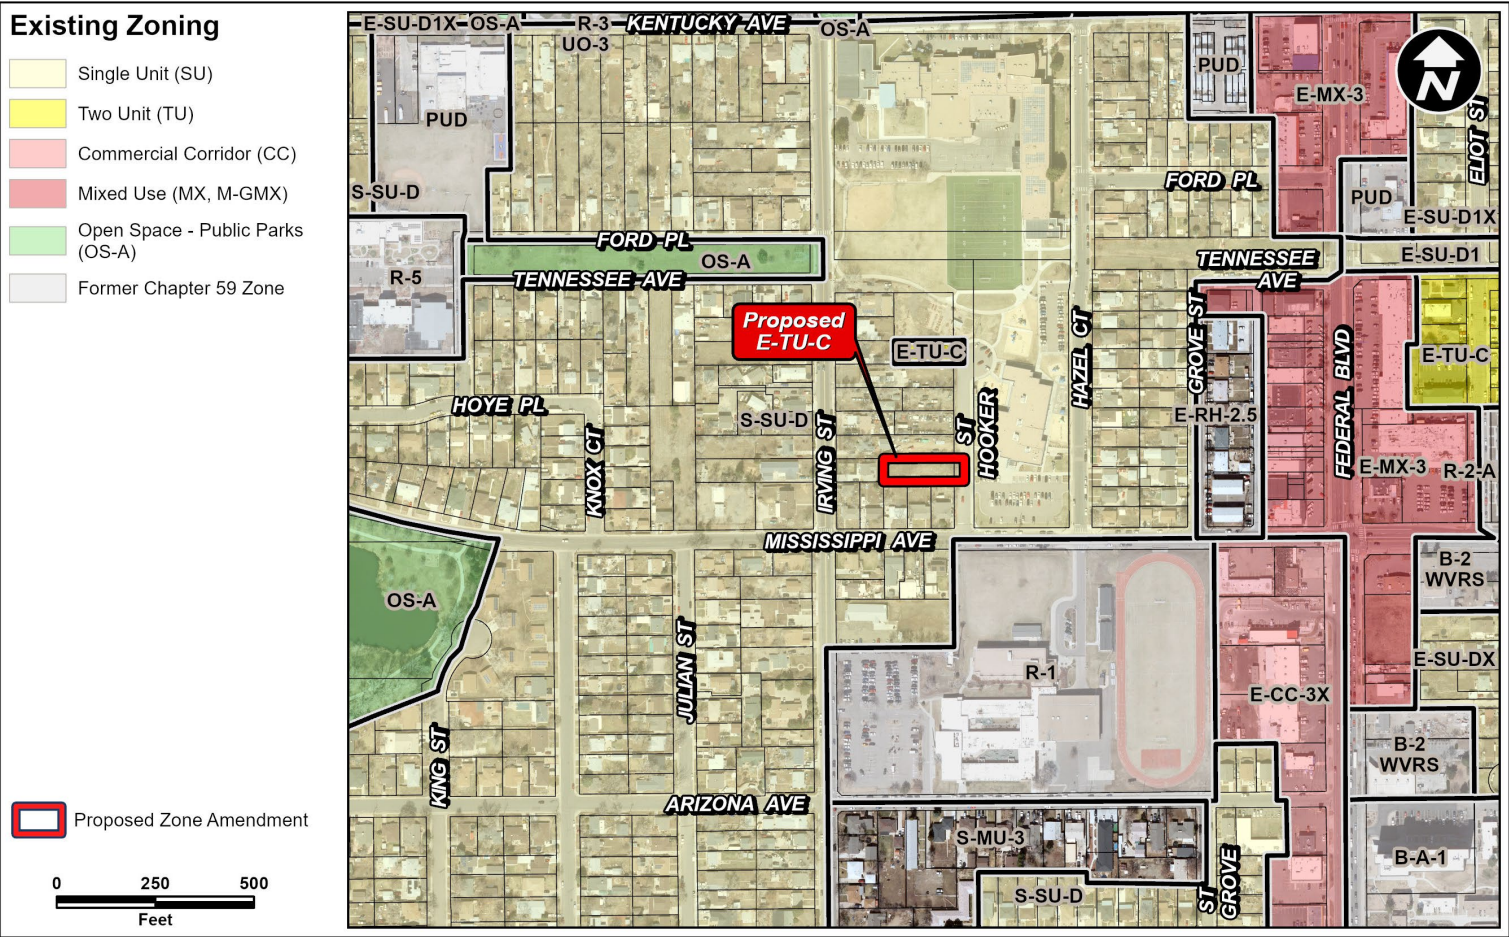 Existing Zoning
Single Unit (SU)
Two Unit (TU)
Commercial Corridor (CC)
Mixed Use (MX, M-GMX)
Open Space - Public Parks
(OS-A)
Former Chapter 59 Zone
Proposed Zone Amendment
0 250 500
Feet
E-SU-D1X
OS-A
R-3
UO-3
KENTUCKY AVE
OS-A
PUD
E-MX-3
N
ELIOT ST
PUD
S-SU-D
FORD PL
PUD
E-SU-D1X
FORD PL
OS-A
TENNESSEE AVE
R-5
TENNESSEE
AVE
E-SU-D1
Proposed
E-TU-C
E-TU-C
HAZEL CT
GROVE ST
FEDERAL BLVD
E-TU-C
HOYE PL
KNOX CT
S-SU-D
IRVING ST
HOOKER
ST
E-RH-2.5
E-MX-3
R-2-A
MISSISSIPPI AVE
OS-A
B-2
WVRS
JULIAN ST
R-1
E-SU-DX
E-CC-3X
KING ST
B-2
WVRS
ARIZONA AVE
S-MU-3
B-A-1
S-SU-D
GROVE
ST